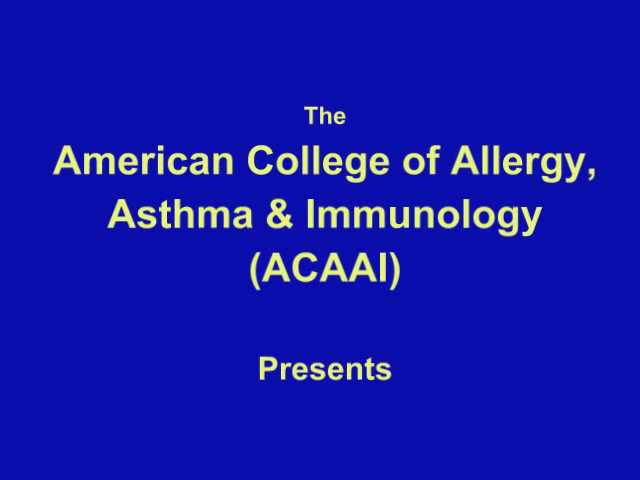 The
American College of Allergy,
Asthma & Immunology
(ACAAI)
Presents